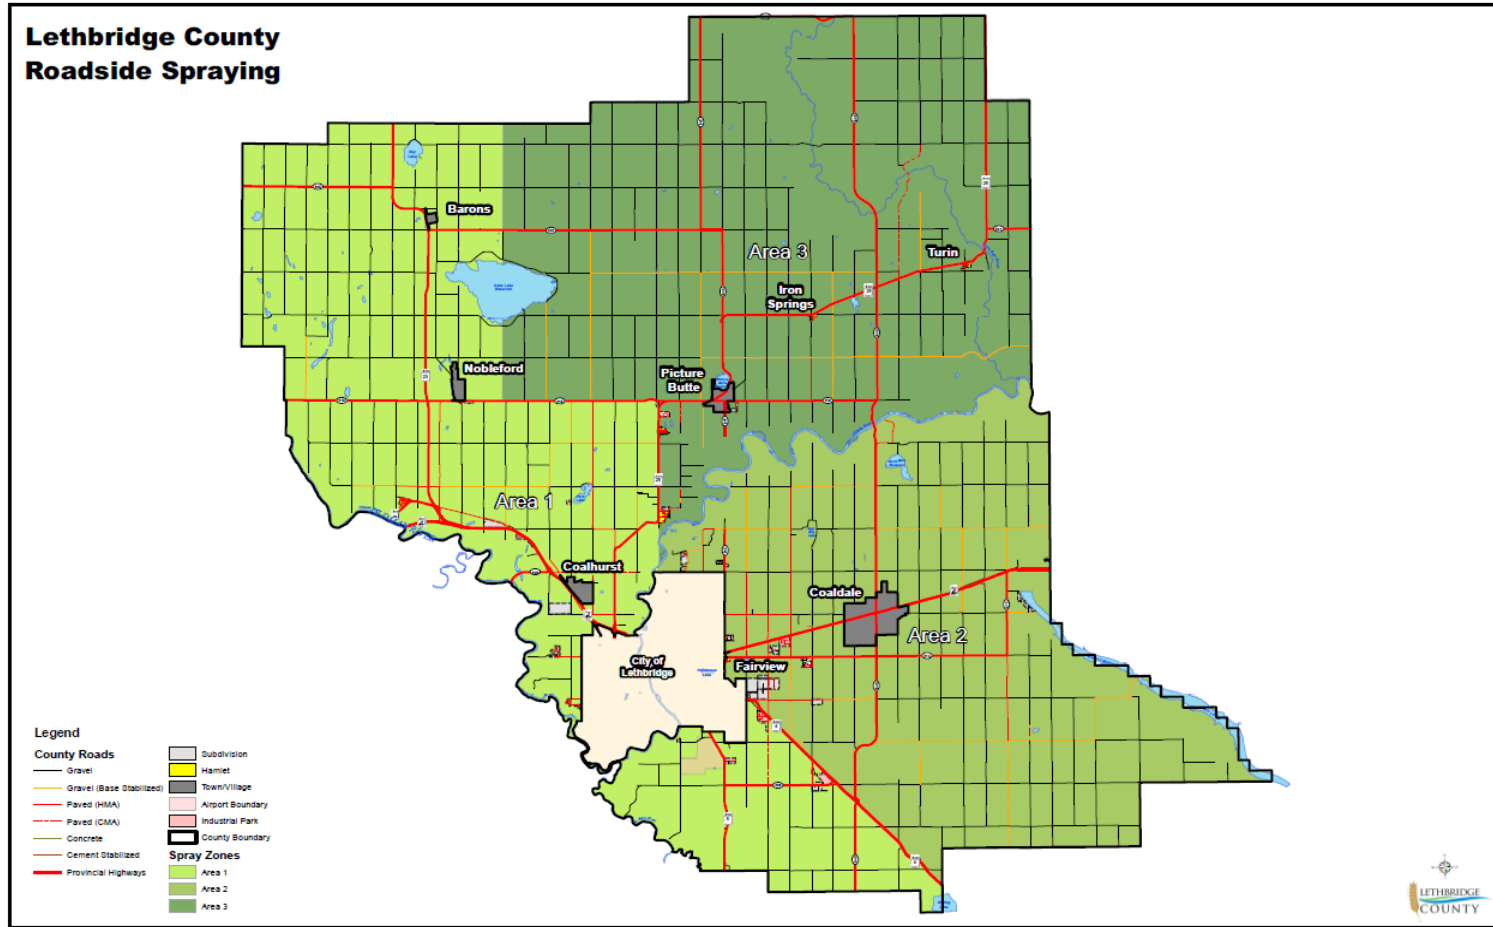 Lethbridge County
Roadside Spraying
Barons
Area 3
Turin
Iron
Springs
Nobleford
Picture
Butte
Area 1
Coalhurst
Coaldale
Area 2
City of
Lethbridge
Fairview
Legend
County Roads
Gravel
Gravel (Base Stabilized)
Paved (HMA)
Paved (CMA)
Concrete
Cement Stabilized
Provincial Highways
Subdivision
Hamlet
Town/Village
Airport Boundary
Industrial Park
County Boundary
Spray Zones
Area 1
Area 2
Area 3
LETHBRIDGE
COUNTY